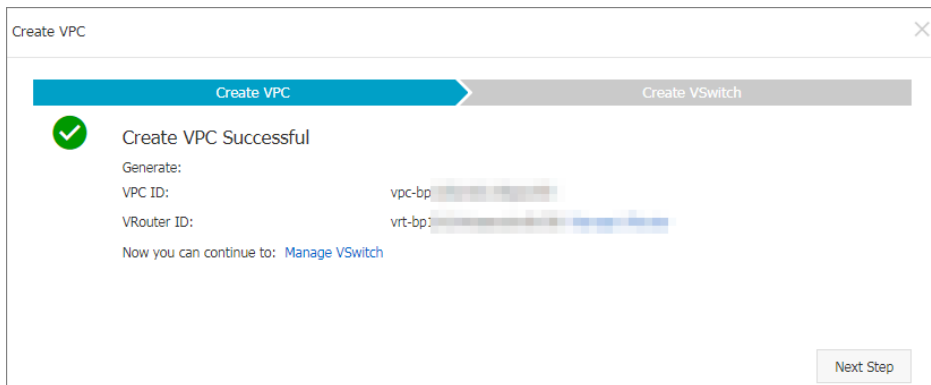 Create VPC
Create VPC Create VSwitch
Create VPC Successful
Generate:
VPC ID: vpc-bp
VRouter ID: vrt-bp1
Now you can continue to: Manage VSwitch
Next Step